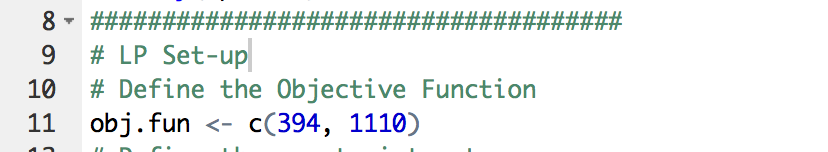 8 #####################################
9 # LP Set-up
10 # Define the Objective Function
11 obj.fun <- c(394, 1110)